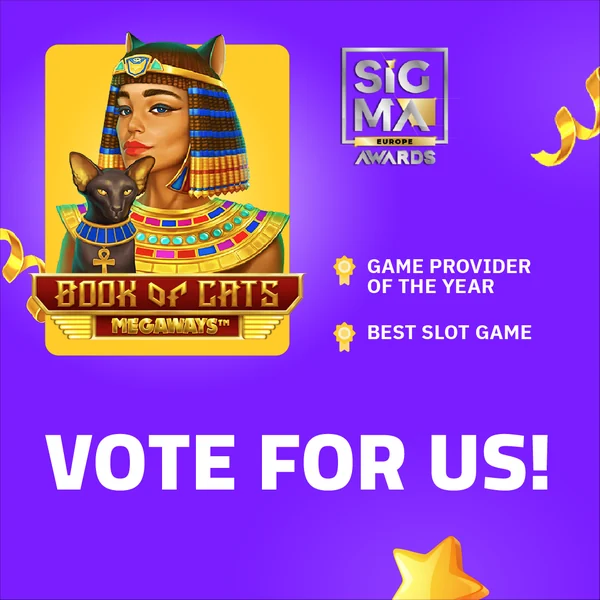 SiG
MA
EUROPE
AWARDS
BOOK OF CATS
MEGAWAYS™
GAME PROVIDER
OF THE YEAR
BEST SLOT GAME
VOTE FOR US!